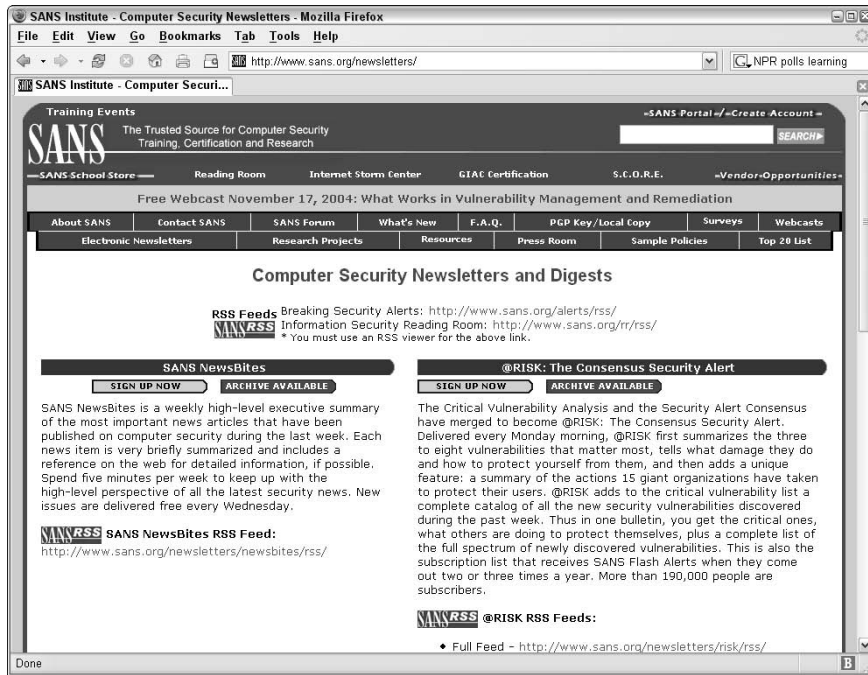 SANS Institute - Computer Security Newsletters - Mozilla Firefox
File Edit View Go Bookmarks Tab Tools Help
http://www.sans.org/newsletters/
NPR polls learning
SANS Institute - Computer Securi...
Training Events
-SANS Portal-/-Create Account-
SANS
The Trusted Source for Computer Security
Training, Certification and Research
SEARCH
SANS School Store
Reading Room
Internet Storm Center
GIAC Certification
S.C.O.R.E.
-Vendor-Opportunities-
Free Webcast November 17, 2004: What Works in Vulnerability Management and Remediation
About SANS
Contact SANS
SANS Forum
What's New
F.A.Q.
PGP Key/Local Copy
Surveys
Webcasts
Electronic Newsletters
Research Projects
Resources
Press Room
Sample Policies
Top 20 List
Computer Security Newsletters and Digests
RSS Feeds Breaking Security Alerts: http://www.sans.org/alerts/rss/
SANS RSS Information Security Reading Room: http://www.sans.org/rr/rss/
* You must use an RSS viewer for the above link.
SANS NewsBites
SIGN UP NOW
ARCHIVE AVAILABLE
SANS NewsBites is a weekly high-level executive summary
of the most important news articles that have been
published on computer security during the last week. Each
news item is very briefly summarized and includes a
reference on the web for detailed information, if possible.
Spend five minutes per week to keep up with the
high-level perspective of all the latest security news. New
issues are delivered free every Wednesday.
SANS RSS SANS NewsBites RSS Feed:
http://www.sans.org/newsletters/newsbites/rss/
@RISK: The Consensus Security Alert
SIGN UP NOW
ARCHIVE AVAILABLE
The Critical Vulnerability Analysis and the Security Alert Consensus
have merged to become @RISK: The Consensus Security Alert.
Delivered every Monday morning, @RISK first summarizes the three
to eight vulnerabilities that matter most, tells what damage they do
and how to protect yourself from them, and then adds a unique
feature: a summary of the actions 15 giant organizations have taken
to protect their users. @RISK adds to the critical vulnerability list a
complete catalog of all the new security vulnerabilities discovered
during the past week. Thus in one bulletin, you get the critical ones,
what others are doing to protect themselves, plus a complete list of
the full spectrum of newly discovered vulnerabilities. This is also the
subscription list that receives SANS Flash Alerts when they come
out two or three times a year. More than 190,000 people are
subscribers.
SANS RSS @RISK RSS Feeds:
• Full Feed - http://www.sans.org/newsletters/risk/rss/
Done
B